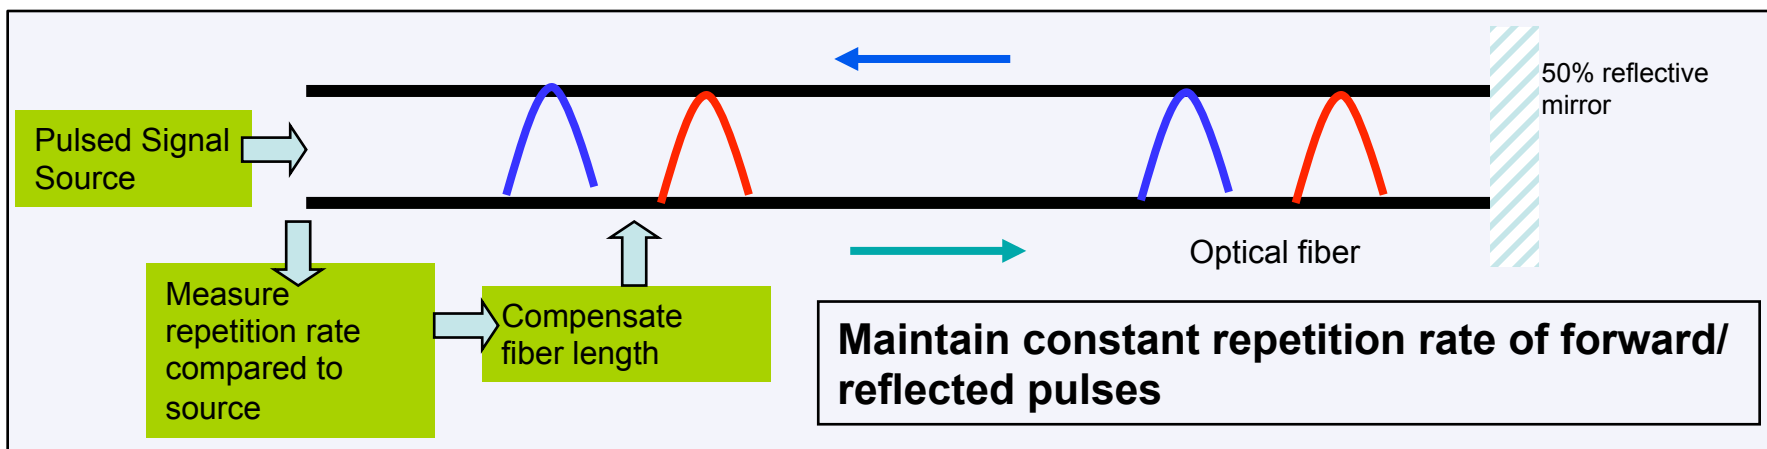 50% reflective
mirror
Pulsed Signal
Source
Optical fiber
Measure
repetition rate
compared to
source
Compensate
fiber length
Maintain constant repetition rate of forward/
reflected pulses